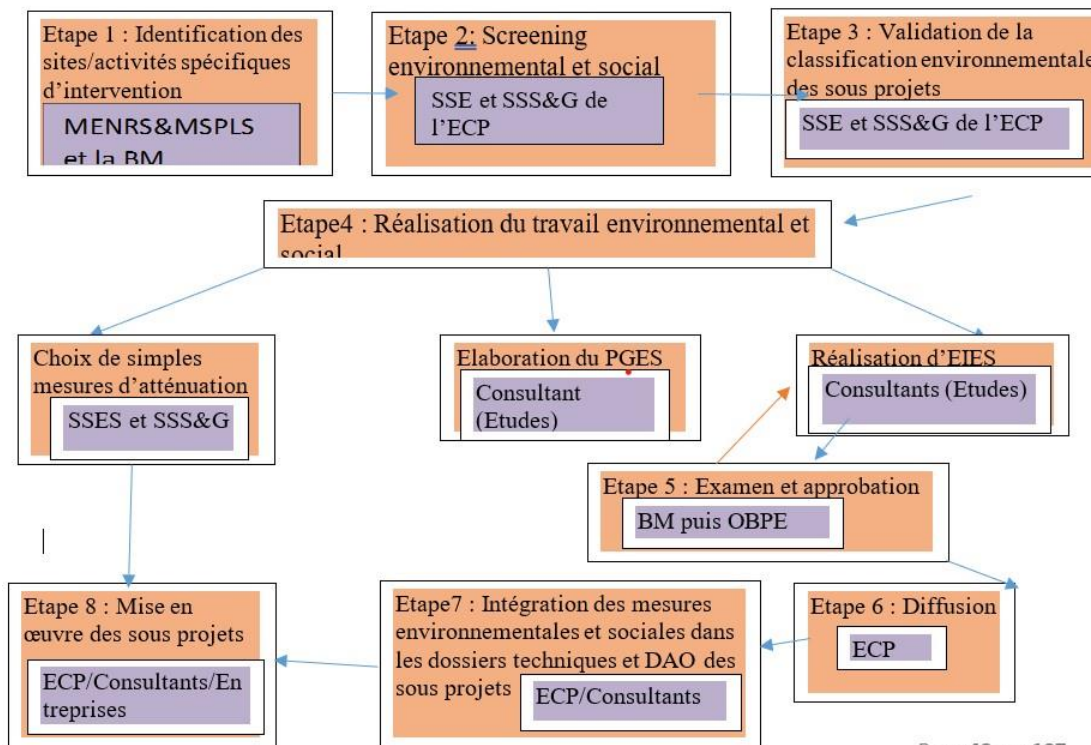 Etape 1 : Identification des
sites/activités spécifiques
d’intervention
MENRS&MSPLS
et la BM
Etape 2: Screening
environnemental et social
SSE et SSS&G de
l’ECP
Etape 3 : Validation de la
classification environnementale
des sous projets
SSE et SSS&G de l’ECP
Etape4 : Réalisation du travail environnemental et
social
Choix de simples
mesures d’atténuation
SSES et SSS&G
Elaboration du PGES
Consultant
(Etudes)
Réalisation d’EIES
Consultants (Etudes)
Etape 5 : Examen et approbation
BM puis OBPE
Etape 8 : Mise en
œuvre des sous projets
ECP/Consultants/En
treprises
Etape7 : Intégration des mesures
environnementales et sociales dans
les dossiers techniques et DAO des
sous projets
ECP/Consultants
Etape 6 : Diffusion
ECP